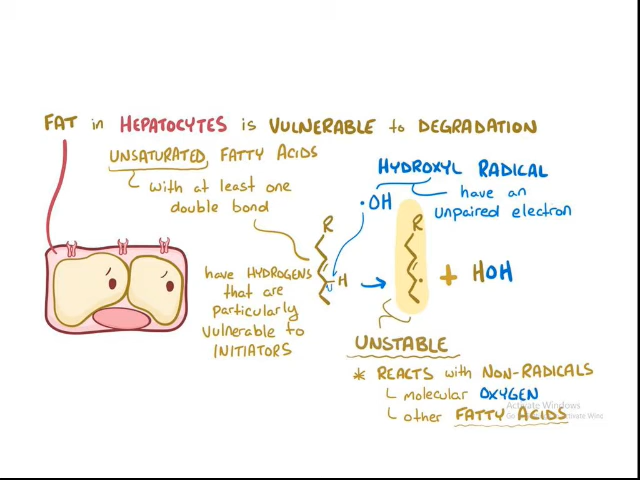 FAT in HEPATOCYTES is VULNERABLE to DEGRADATION
UNSATURATED FATTY ACIDS
with at least one
double bond
HYDROXYL RADICAL
have an
unpaired electron
•OH
R
H
R
•
+ HOH
have HYDROGENS
that are
particularly
vulnerable to
INITIATORS
UNSTABLE
* REACTS with NON-RADICALS
molecular OXYGEN
other FATTY ACIDS
Activate Windows